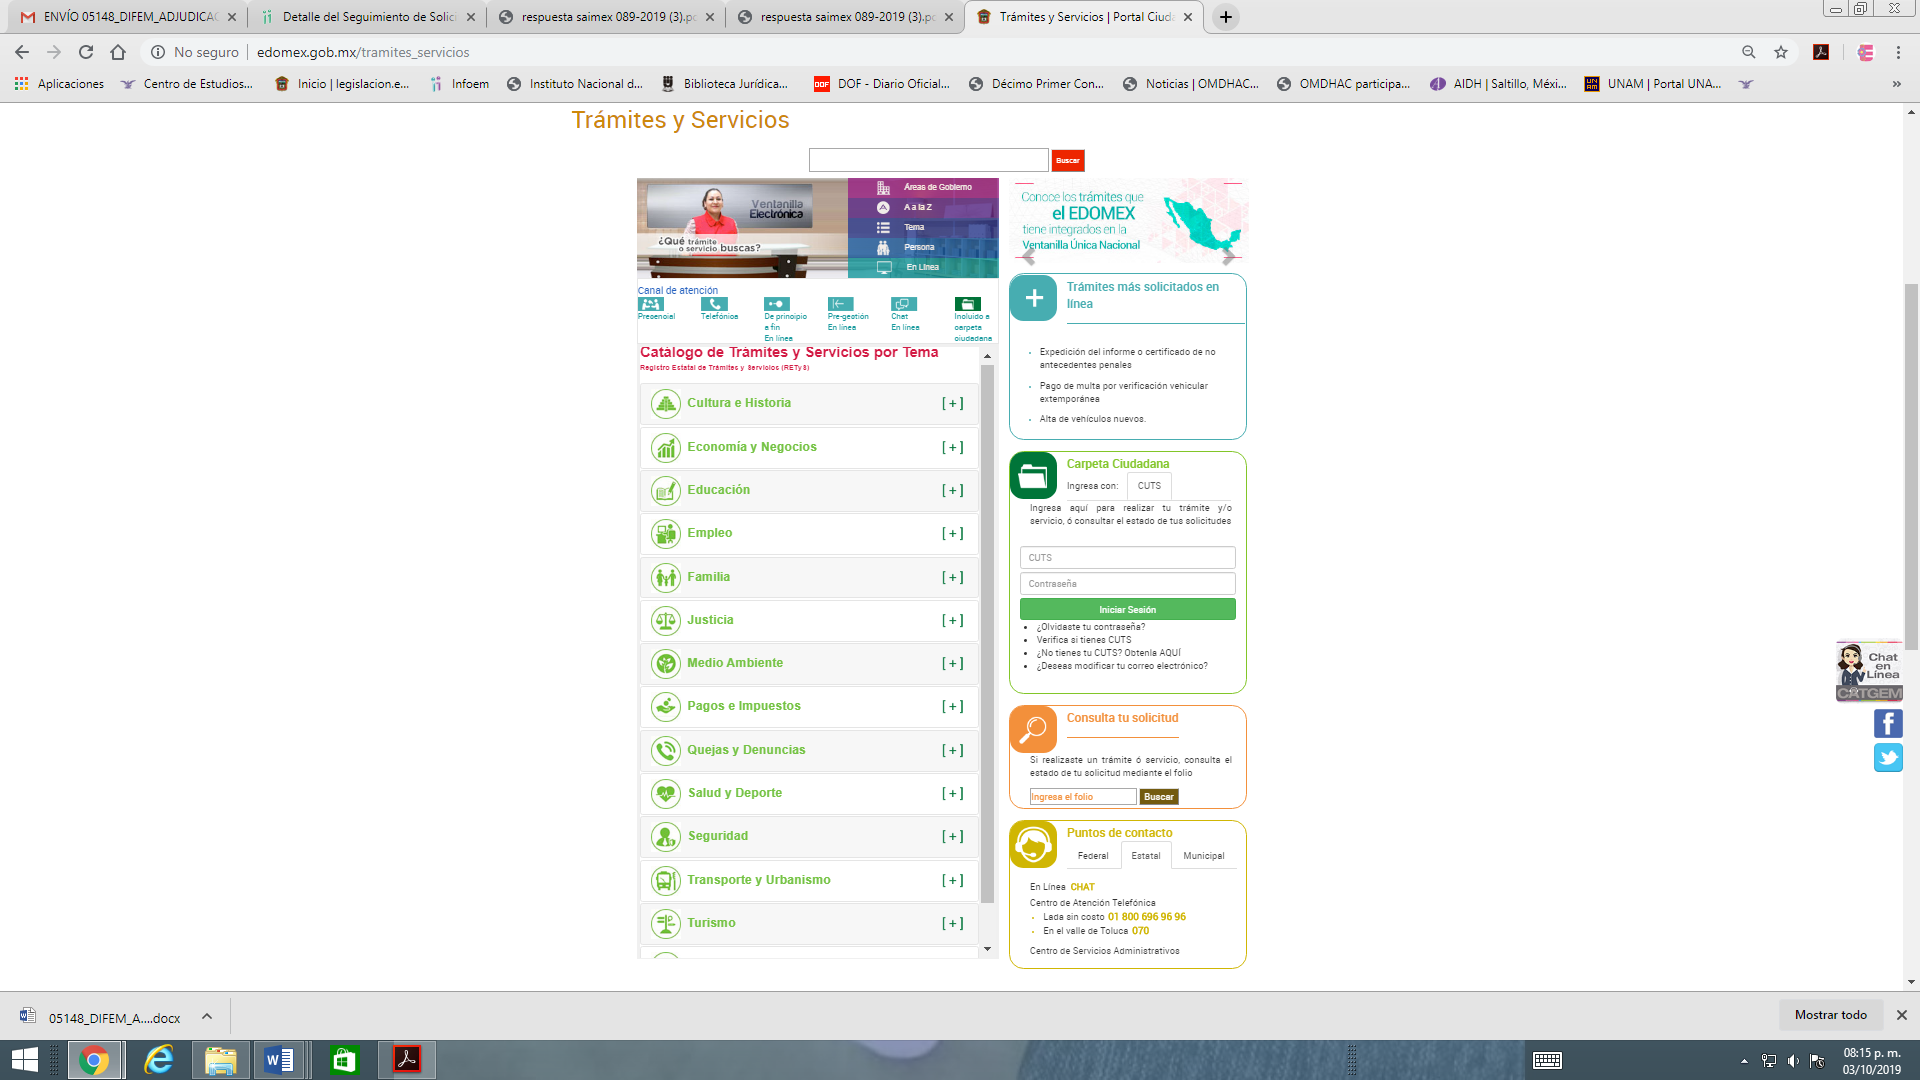 ENVÍO 05148_DIFEM_ADJUDICAC
Detalle del Seguimiento de Solici
respuesta saimex 089-2019 (3).pd
respuesta saimex 089-2019 (3).pd
Trámites y Servicios | Portal Ciuda
No seguro
edomex.gob.mx/tramites_servicios
Aplicaciones
Centro de Estudios...
Inicio | legislacion.e...
Infoem
Instituto Nacional d...
Biblioteca Jurídica...
DOF - Diario Oficial...
Décimo Primer Con...
Noticias | OMDHAC...
OMDHAC participa...
AIDH | Saltillo, Méxi...
UNAM | Portal UNA...
Trámites y Servicios
Buscar
Ventanilla
Electrónica
¿Qué trámite
o servicio buscas?
Áreas de Gobierno
A a la Z
Tema
Persona
En Línea
Canal de atención
Presencial
Telefónica
De principio
a fin
En línea
Pre-gestión
En línea
Chat
En línea
Incluido a
carpeta
ciudadana
Catálogo de Trámites y Servicios por Tema
Registro Estatal de Trámites y Servicios (RETyS)
Cultura e Historia [ + ]
Economía y Negocios [ + ]
Educación [ + ]
Empleo [ + ]
Familia [ + ]
Justicia [ + ]
Medio Ambiente [ + ]
Pagos e Impuestos [ + ]
Quejas y Denuncias [ + ]
Salud y Deporte [ + ]
Seguridad [ + ]
Transporte y Urbanismo [ + ]
Turismo [ + ]
Conoce los trámites que
el EDOMEX
tiene integrados en la
Ventanilla Única Nacional
Trámites más solicitados en
línea
Expedición del informe o certificado de no
antecedentes penales
Pago de multa por verificación vehicular
extemporánea
Alta de vehículos nuevos.
Carpeta Ciudadana
Ingresa con: CUTS
Ingresa aquí para realizar tu trámite y/o
servicio, ó consultar el estado de tus solicitudes
CUTS
Contraseña
Iniciar Sesión
¿Olvidaste tu contraseña?
Verifica si tienes CUTS
¿No tienes tu CUTS? Obtenla AQUÍ
¿Deseas modificar tu correo electrónico?
Consulta tu solicitud
Si realizaste un trámite ó servicio, consulta el
estado de tu solicitud mediante el folio
Ingresa el folio Buscar
Puntos de contacto
Federal Estatal Municipal
En Línea CHAT
Centro de Atención Telefónica
Lada sin costo 01 800 696 96 96
En el valle de Toluca 070
Centro de Servicios Administrativos
Chat
en
Línea
CATGEM
05148_DIFEM_A....docx
Mostrar todo
08:15 p. m.
03/10/2019